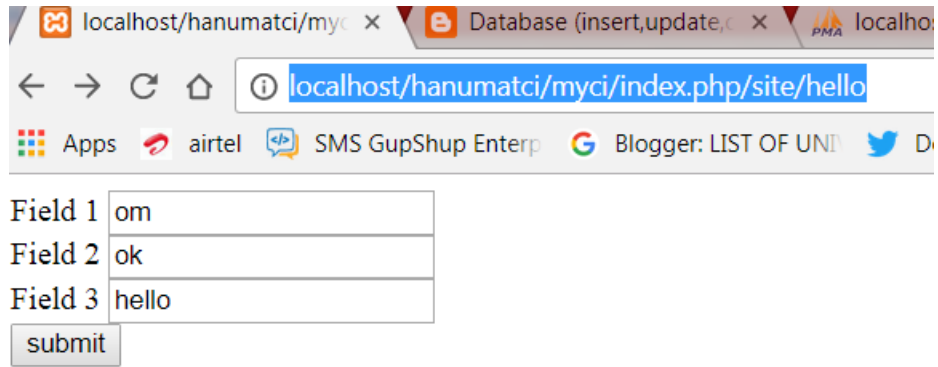 localhost/hanumatci/myc × Database (insert,update, × PMA localhos
localhost/hanumatci/myci/index.php/site/hello
Apps airtel SMS GupShup Enterp G Blogger: LIST OF UNI D
Field 1 om
Field 2 ok
Field 3 hello
submit